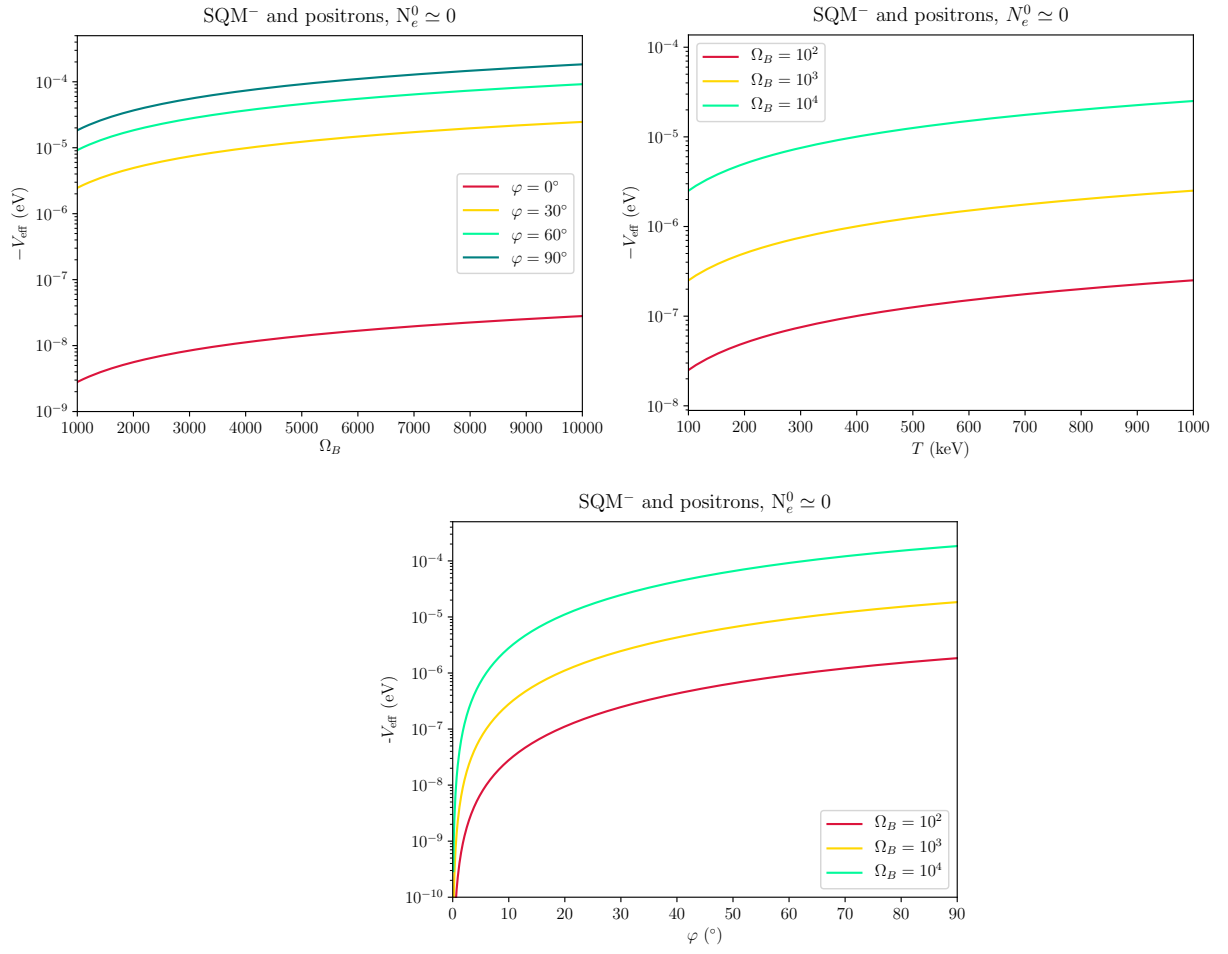 SQM⁻ and positrons, N⁰ₑ ≃ 0
10⁻⁴
10⁻⁵
10⁻⁶
10⁻⁷
10⁻⁸
10⁻⁹
−V_eff (eV)
φ = 0°
φ = 30°
φ = 60°
φ = 90°
1000 2000 3000 4000 5000 6000 7000 8000 9000 10000
Ω_B
SQM⁻ and positrons, N⁰ₑ ≃ 0
10⁻⁴
10⁻⁵
10⁻⁶
10⁻⁷
10⁻⁸
−V_eff (eV)
Ω_B = 10²
Ω_B = 10³
Ω_B = 10⁴
100 200 300 400 500 600 700 800 900 1000
T (keV)
SQM⁻ and positrons, N⁰ₑ ≃ 0
10⁻⁴
10⁻⁵
10⁻⁶
10⁻⁷
10⁻⁸
10⁻⁹
10⁻¹⁰
-V_eff (eV)
Ω_B = 10²
Ω_B = 10³
Ω_B = 10⁴
0 10 20 30 40 50 60 70 80 90
φ (°)